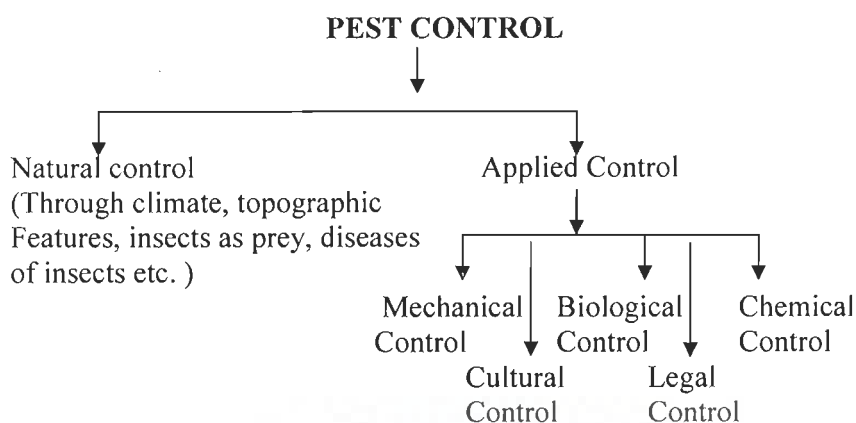 PEST CONTROL
Natural control
(Through climate, topographic
Features, insects as prey, diseases
of insects etc. )
Applied Control
Mechanical
Control
Cultural
Control
Biological
Control
Legal
Control
Chemical
Control